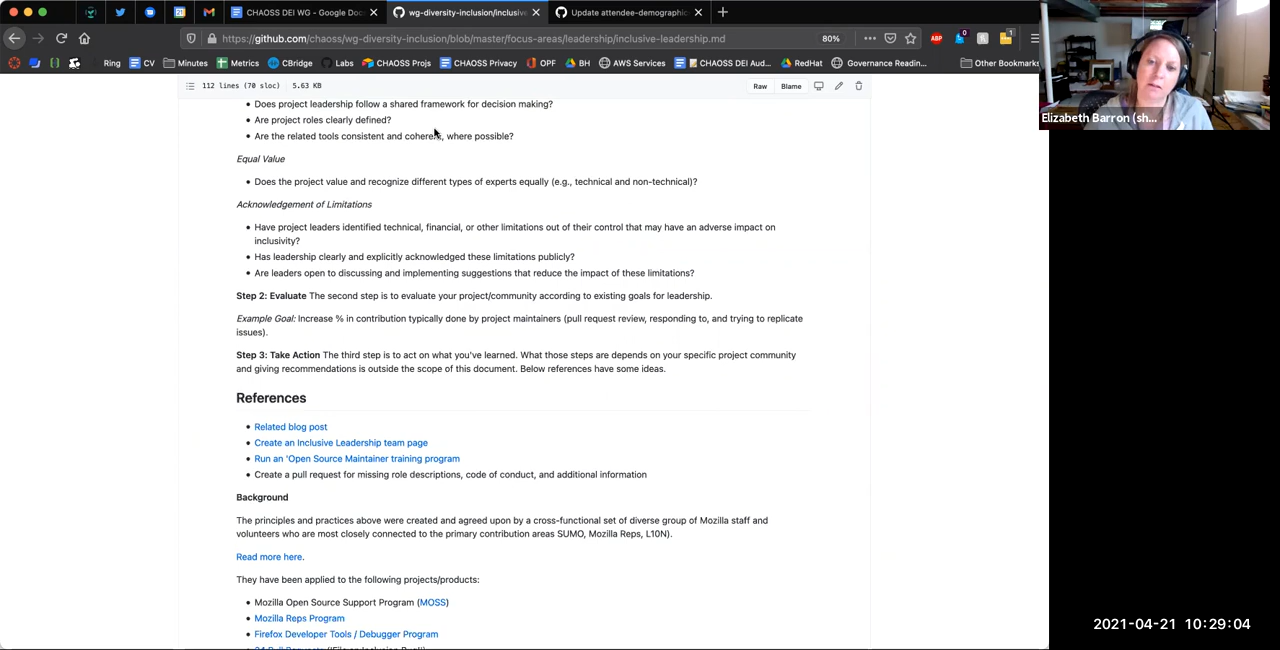 CHAOSS DEI WG - Google Doc
wg-diversity-inclusion/inclusive
Update attendee-demographic
https://github.com/chaoss/wg-diversity-inclusion/blob/master/focus-areas/leadership/inclusive-leadership.md
80%
ABP
0
1
Ring
CV
Minutes
Metrics
CBridge
Labs
CHAOSS Projs
CHAOSS Privacy
OPF
BH
AWS Services
CHAOSS DEI Aud...
RedHat
Governance Readin...
Other Bookmarks
Elizabeth Barron (sh...
112 lines (70 sloc) 5.63 KB
Raw
Blame
Does project leadership follow a shared framework for decision making?
Are project roles clearly defined?
Are the related tools consistent and coherent, where possible?
Equal Value
Does the project value and recognize different types of experts equally (e.g., technical and non-technical)?
Acknowledgement of Limitations
Have project leaders identified technical, financial, or other limitations out of their control that may have an adverse impact on
inclusivity?
Has leadership clearly and explicitly acknowledged these limitations publicly?
Are leaders open to discussing and implementing suggestions that reduce the impact of these limitations?
Step 2: Evaluate The second step is to evaluate your project/community according to existing goals for leadership.
Example Goal: Increase % in contribution typically done by project maintainers (pull request review, responding to, and trying to replicate
issues).
Step 3: Take Action The third step is to act on what you've learned. What those steps are depends on your specific project community
and giving recommendations is outside the scope of this document. Below references have some ideas.
References
Related blog post
Create an Inclusive Leadership team page
Run an 'Open Source Maintainer training program
Create a pull request for missing role descriptions, code of conduct, and additional information
Background
The principles and practices above were created and agreed upon by a cross-functional set of diverse group of Mozilla staff and
volunteers who are most closely connected to the primary contribution areas SUMO, Mozilla Reps, L10N).
Read more here.
They have been applied to the following projects/products:
Mozilla Open Source Support Program (MOSS)
Mozilla Reps Program
Firefox Developer Tools / Debugger Program
2021-04-21 10:29:04